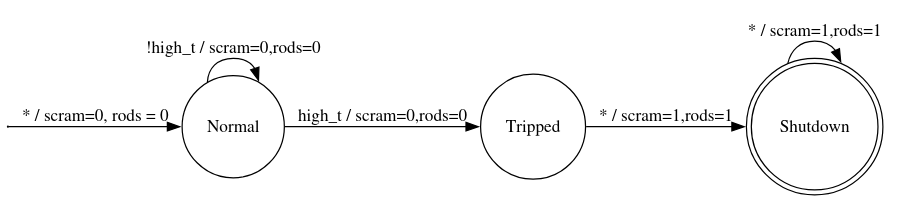 * / scram=1,rods=1
!high_t / scram=0,rods=0
* / scram=0, rods = 0
high_t / scram=0,rods=0
* / scram=1,rods=1
Normal
Tripped
Shutdown